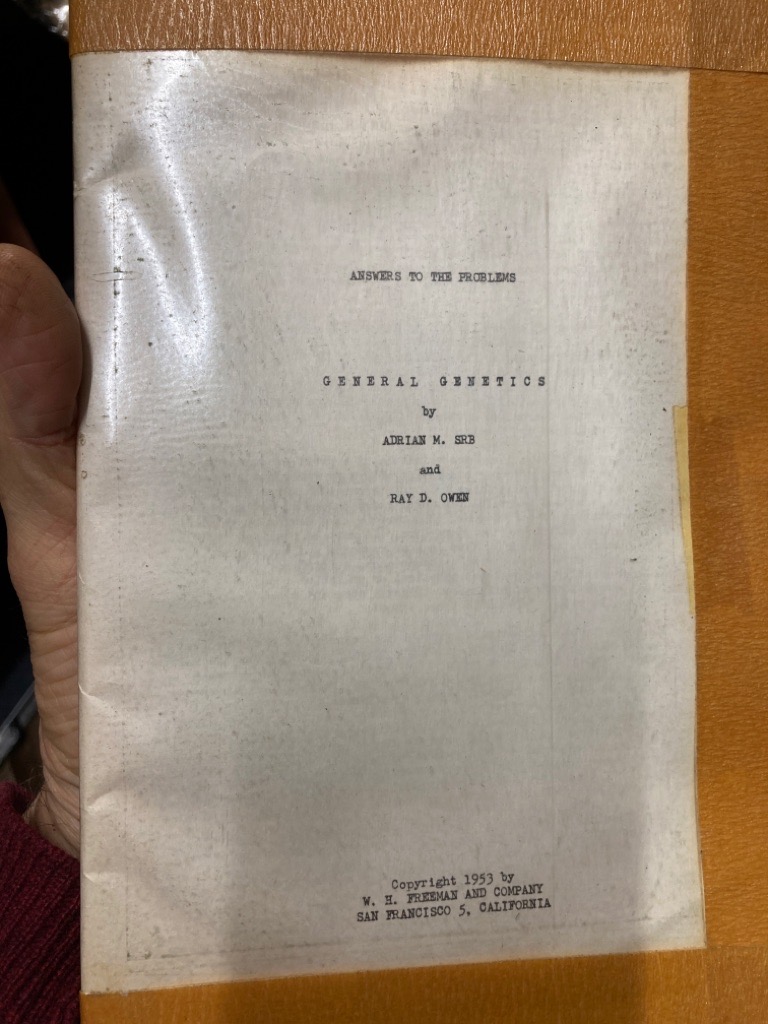 ANSWERS TO THE PROBLEMS
GENERAL GENETICS
by
ADRIAN M. SRB
and
RAY D. OWEN
Copyright 1953 by
W. H. FREEMAN AND COMPANY
SAN FRANCISCO 5, CALIFORNIA